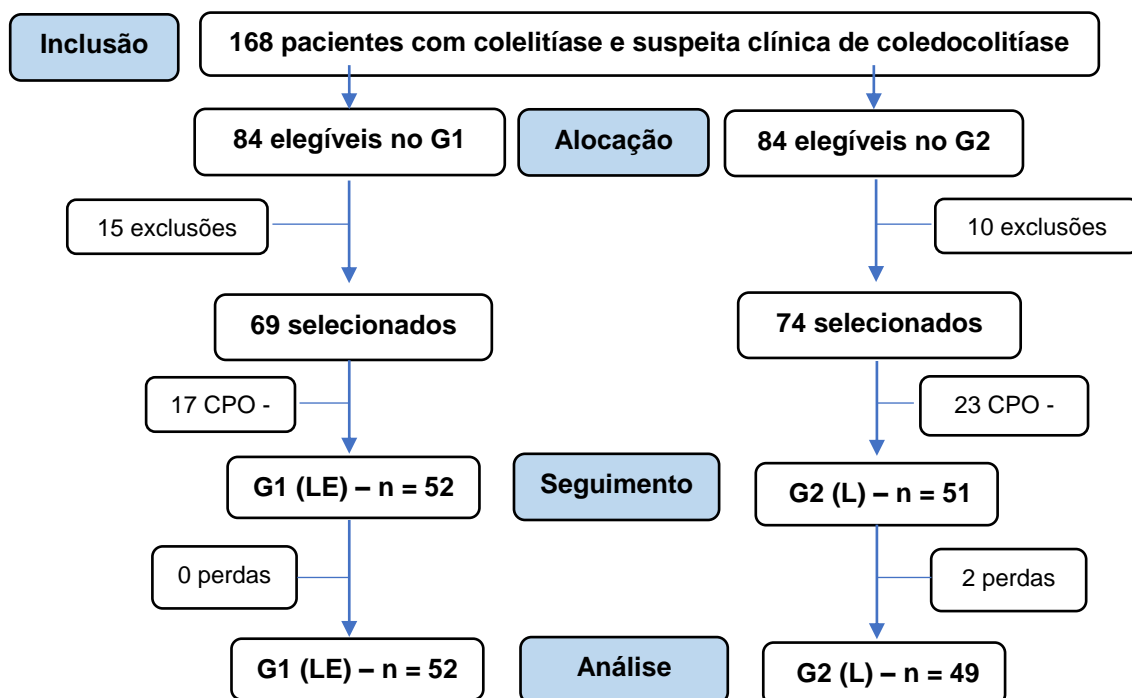 Inclusão
168 pacientes com colelitíase e suspeita clínica de coledocolitíase
84 elegíveis no G1
Alocação
84 elegíveis no G2
15 exclusões
10 exclusões
69 selecionados
74 selecionados
17 CPO -
23 CPO -
G1 (LE) – n = 52
Seguimento
G2 (L) – n = 51
0 perdas
2 perdas
G1 (LE) – n = 52
Análise
G2 (L) – n = 49